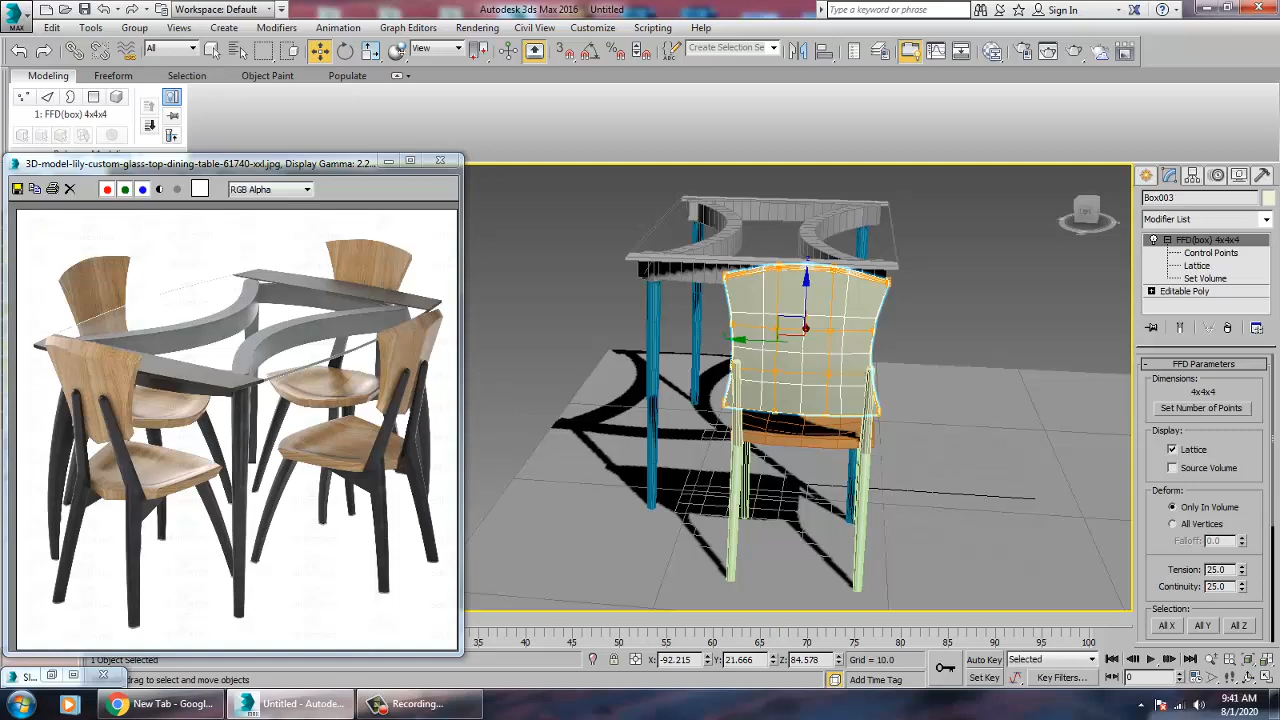 Workspace: Default
Autodesk 3ds Max 2016 Untitled
Type a keyword or phrase
Sign In
MAX
Edit Tools Group Views Create Modifiers Animation Graph Editors Rendering Civil View Customize Scripting Help
All
View
Create Selection Se
Modeling Freeform Selection Object Paint Populate
1: FFD(box) 4x4x4
3D-model-lily-custom-glass-top-dining-table-61740-xxl.jpg, Display Gamma: 2.2...
RGB Alpha
Box003
Modifier List
FFD(box) 4x4x4
Control Points
Lattice
Set Volume
Editable Poly
FFD Parameters
Dimensions:
4x4x4
Set Number of Points
Display:
Lattice
Source Volume
Deform:
Only In Volume
All Vertices
Falloff: 0.0
Tension: 25.0
Continuity: 25.0
Selection:
All X All Y All Z
35 40 45 50 55 60 65 70 75 80 85 90 95 100
1 Object Selected
X: -92.215 Y: 21.666 Z: 84.578 Grid = 10.0
Auto Key Selected
drag to select and move objects
Add Time Tag
Set Key Key Filters...
0
New Tab - Googl...
Untitled - Autode...
Recording...
9:41 AM
8/1/2020